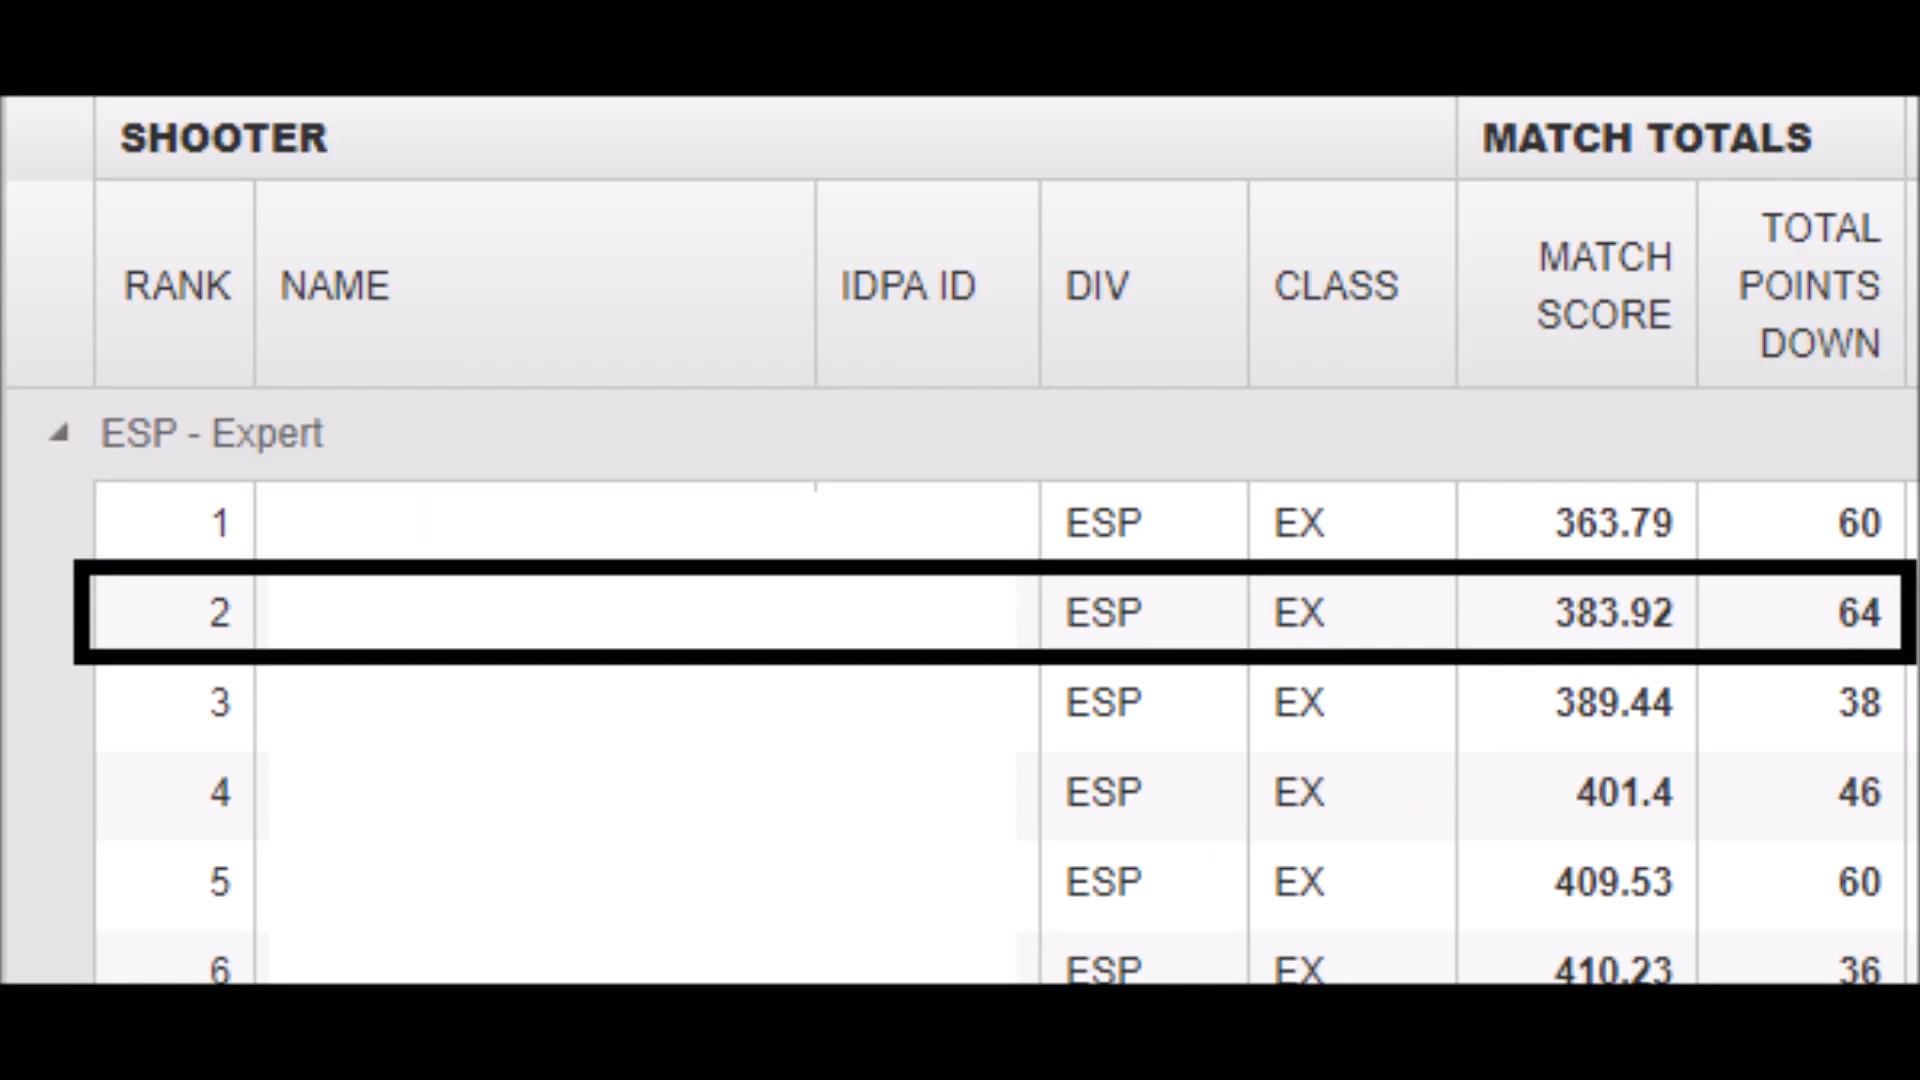 SHOOTER MATCH TOTALS
RANK NAME IDPA ID DIV CLASS MATCH SCORE TOTAL POINTS DOWN
ESP - Expert
1 ESP EX 363.79 60
2 ESP EX 383.92 64
3 ESP EX 389.44 38
4 ESP EX 401.4 46
5 ESP EX 409.53 60
6 ESP EX 410.23 36